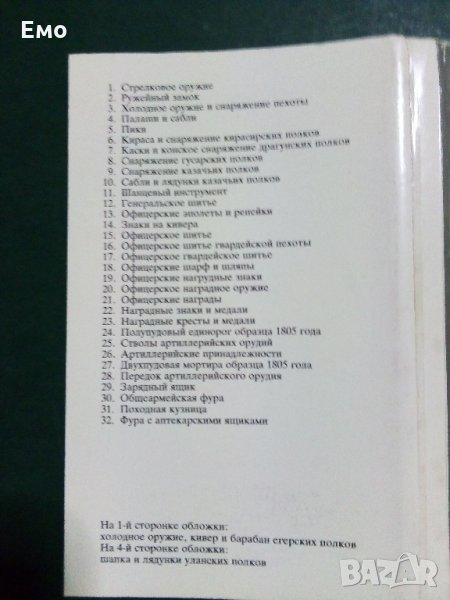 Emo
1. Стрелковое оружие
2. Ружейный замок
3. Холодное оружие и снаряжение пехоты
4. Палаши и сабли
5. Пики
6. Кираса и снаряжение кирасирских полков
7. Каски и конское снаряжение драгунских полков
8. Снаряжение гусарских полков
9. Снаряжение казачьих полков
10. Сабли и лядунки казачьих полков
11. Шанцевый инструмент
12. Генеральское шитье
13. Офицерские эполеты и репейки
14. Знаки на кивера
15. Офицерское шитье
16. Офицерское шитье гвардейской пехоты
17. Офицерское гвардейское шитье
18. Офицерские шарф и шляпы
19. Офицерские нагрудные знаки
20. Офицерское наградное оружие
21. Офицерские награды
22. Наградные знаки и медали
23. Наградные кресты и медали
24. Полупудовый единорог образца 1805 года
25. Стволы артиллерийских орудий
26. Артиллерийские принадлежности
27. Двухпудовая мортира образца 1805 года
28. Передок артиллерийского орудия
29. Зарядный ящик
30. Общеармейская фура
31. Походная кузница
32. Фура с аптекарскими ящиками
На 1-й сторонке обложки:
холодное оружие, кивер и барабан егерских полков
На 4-й сторонке обложки:
шапка и лядунки уланских полков
BAZAR.bg